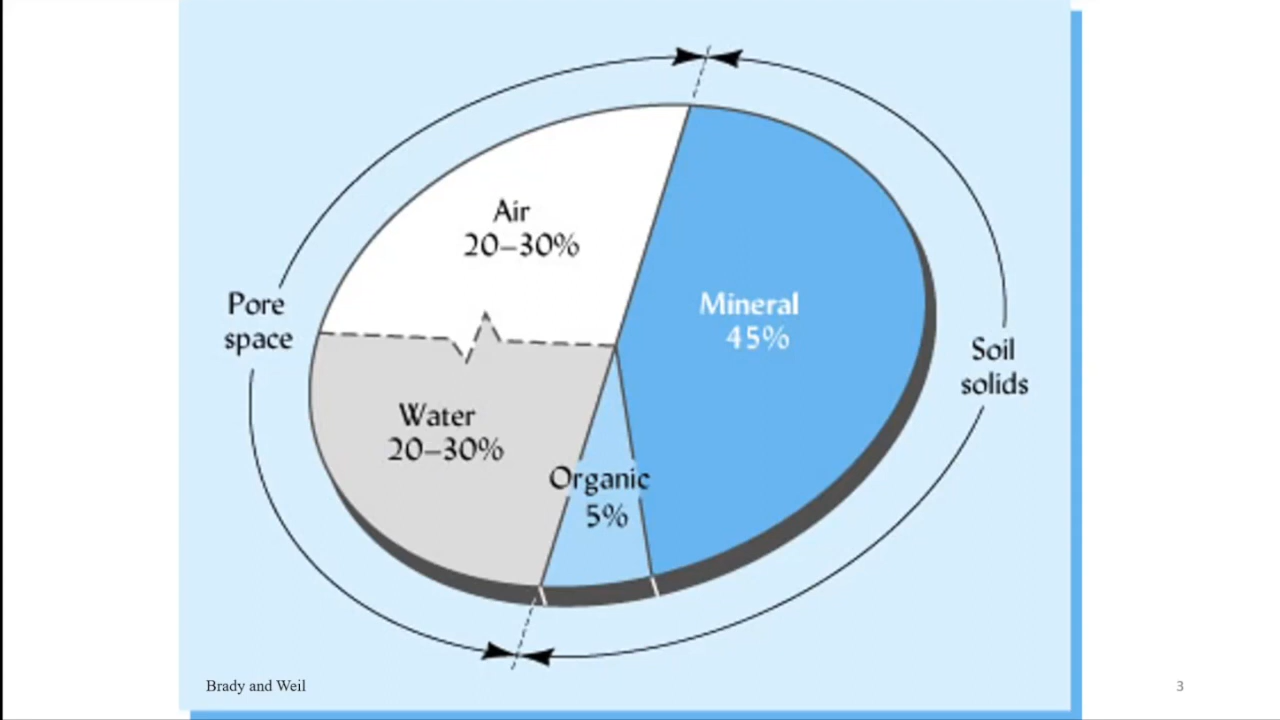 Air
20–30%
Pore
space
Mineral
45%
Soil
solids
Water
20–30%
Organic
5%
Brady and Weil
3